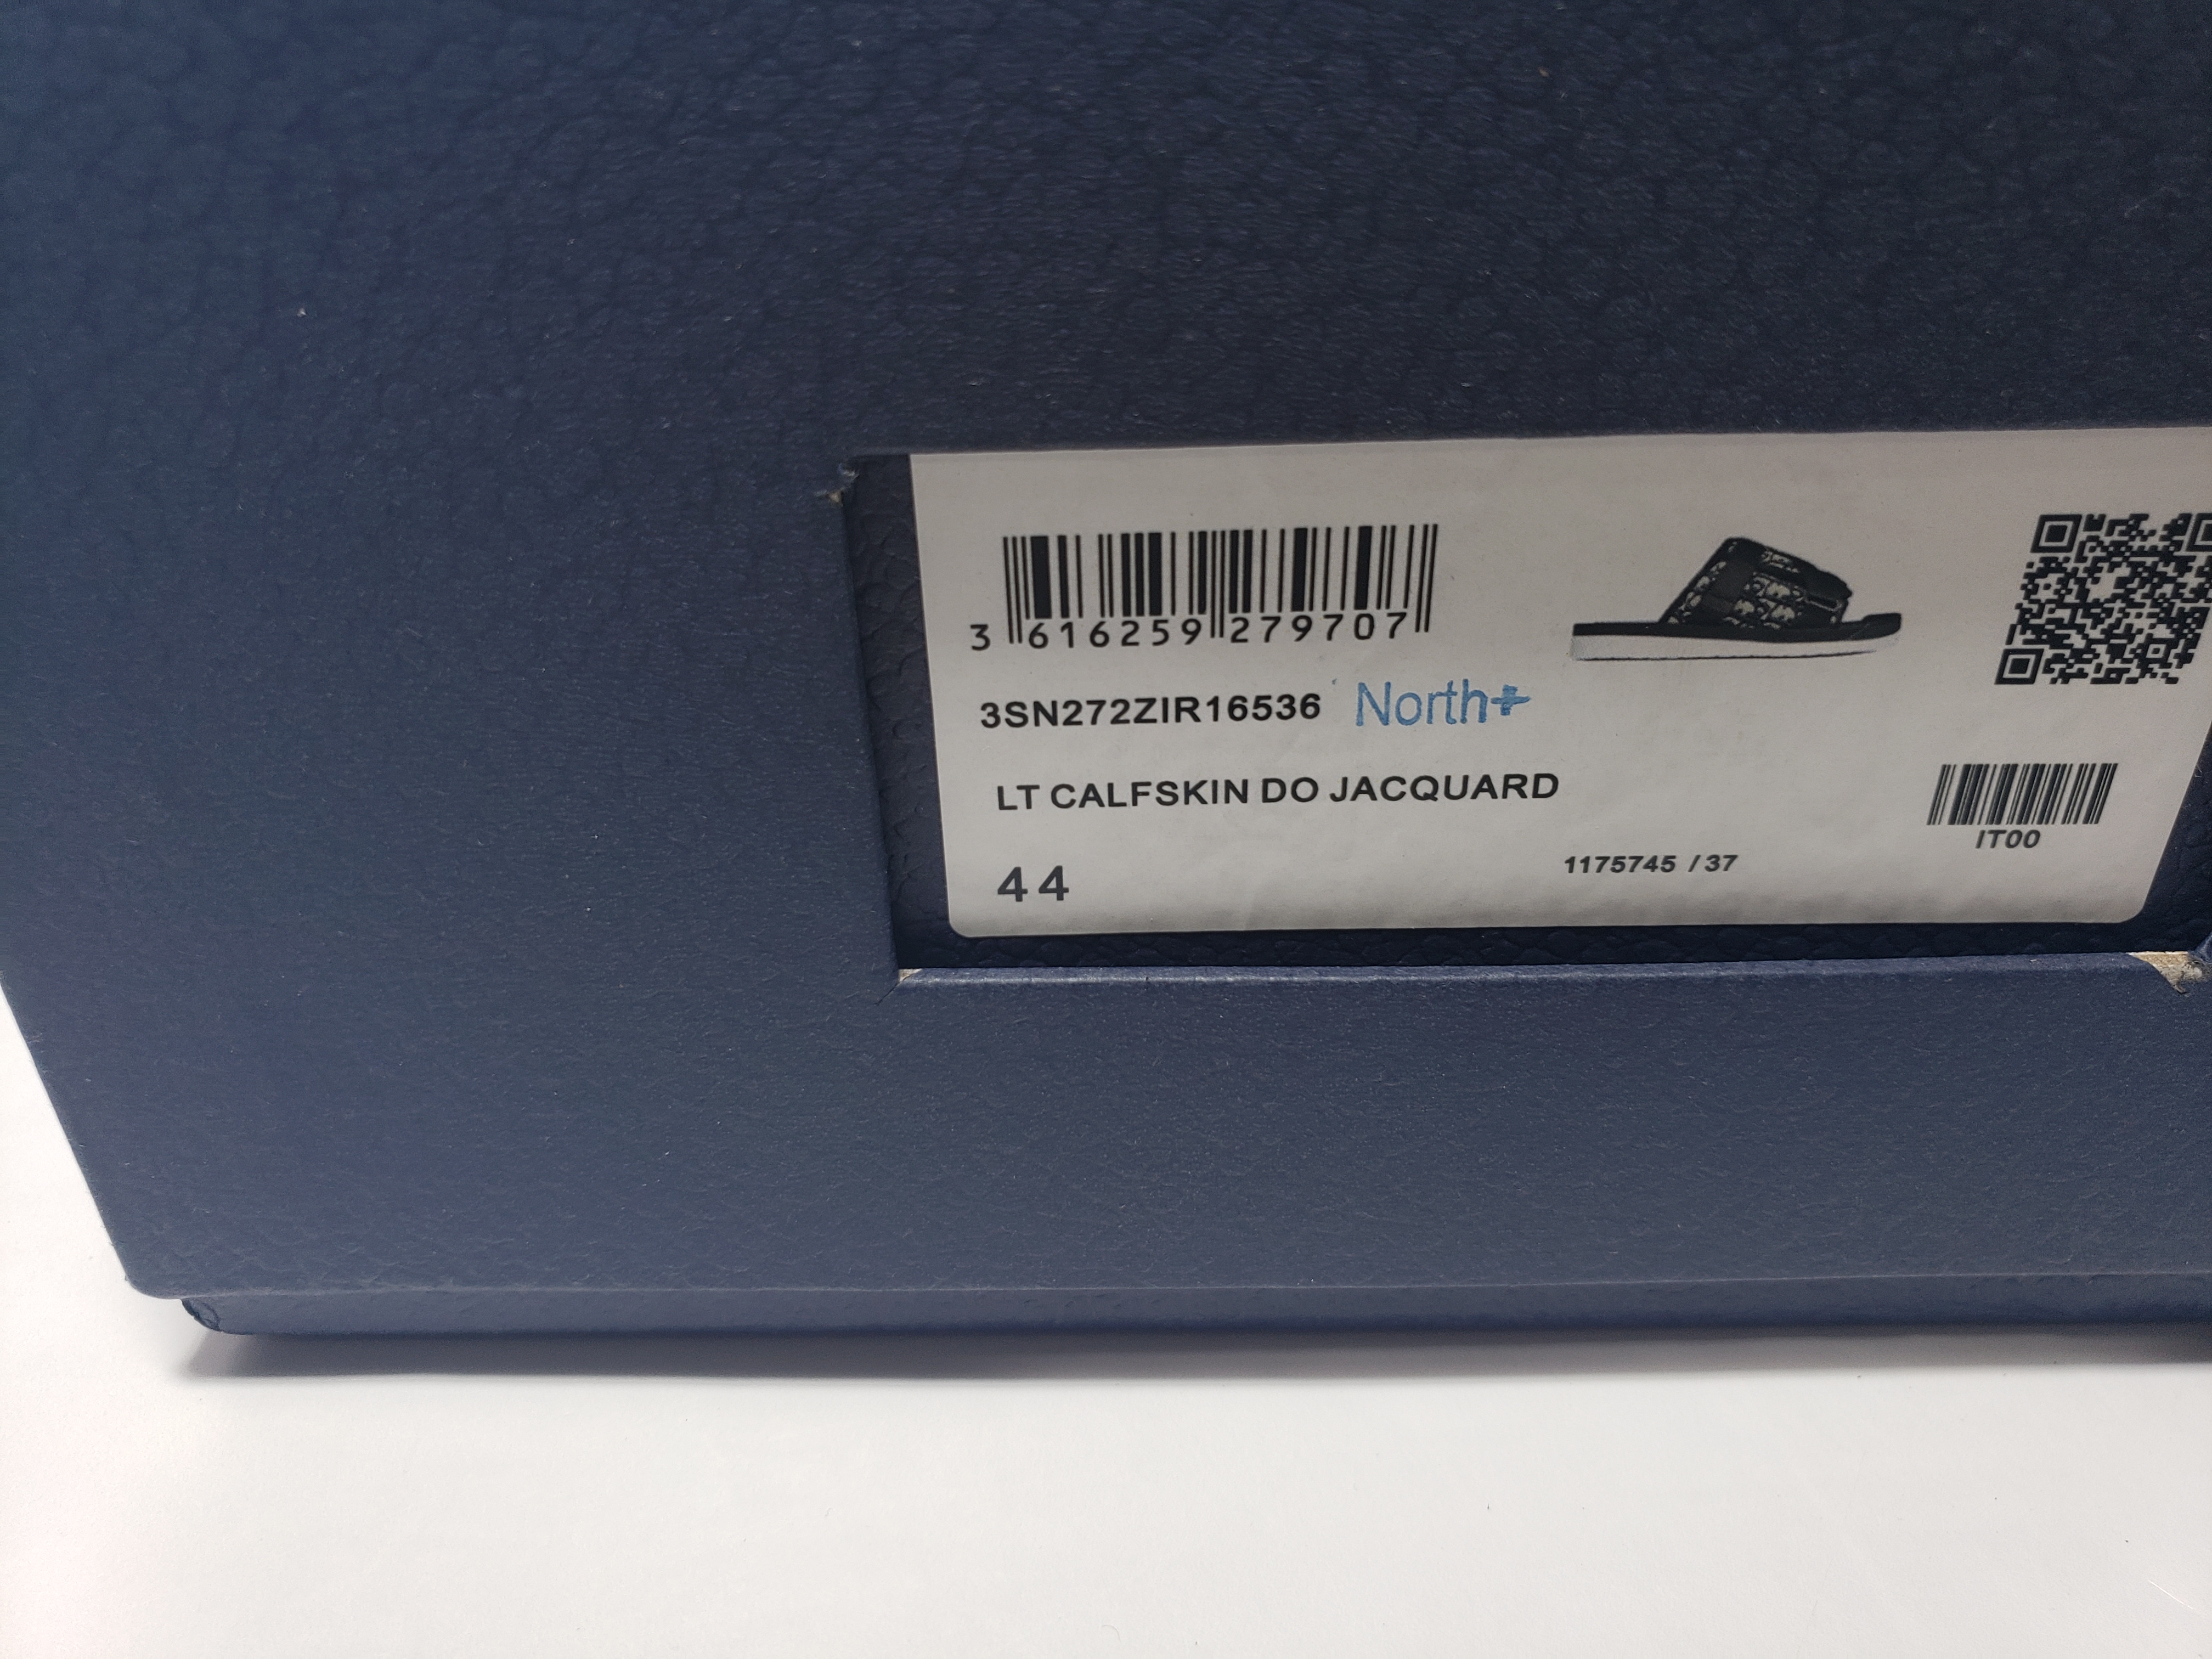 3 616259 279707
3SN272ZIR16536 North+
LT CALFSKIN DO JACQUARD
IT00
44
1175745 / 37